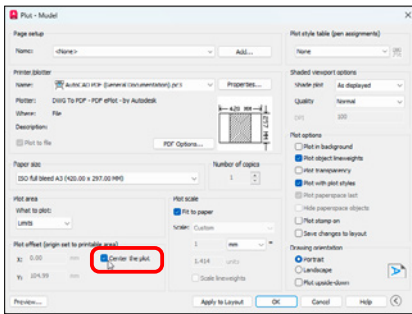 Plot - Model
Page setup
Name: <None> Add...
Printer/plotter
Name: AutoCAD PDF (General Documentation).pc3 Properties...
Plotter: DWG To PDF - PDF ePlot - by Autodesk
Where: File
Description:
Plot to file
PDF Options...
420 MM
297 MM
Paper size
ISO full bleed A3 (420.00 x 297.00 MM)
Number of copies
1
Plot area
What to plot:
Limits
Plot scale
Fit to paper
Scale: Custom
1 mm =
1.414 units
Scale lineweights
Plot offset (origin set to printable area)
X: 0.00 mm
Center the plot
Y: 104.99 mm
Plot style table (pen assignments)
None
Shaded viewport options
Shade plot As displayed
Quality Normal
DPI 100
Plot options
Plot in background
Plot object lineweights
Plot transparency
Plot with plot styles
Plot paperspace last
Hide paperspace objects
Plot stamp on
Save changes to layout
Drawing orientation
Portrait
Landscape
Plot upside-down
A
Preview... Apply to Layout OK Cancel Help